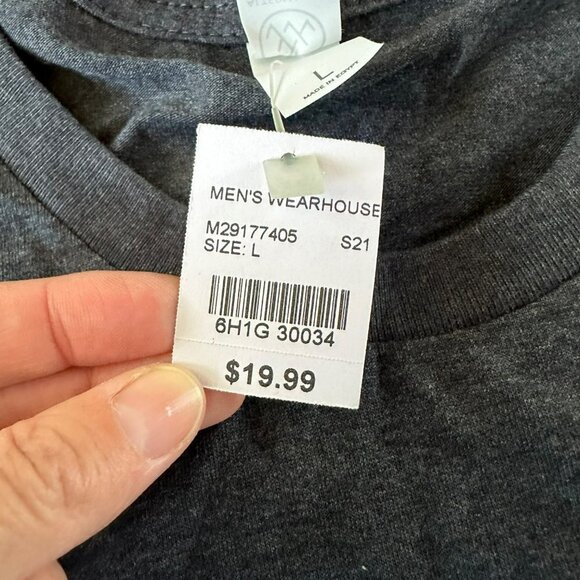 L
MADE IN EGYPT
MEN'S WEARHOUSE
M29177405 S21
SIZE: L
6H1G 30034
$19.99